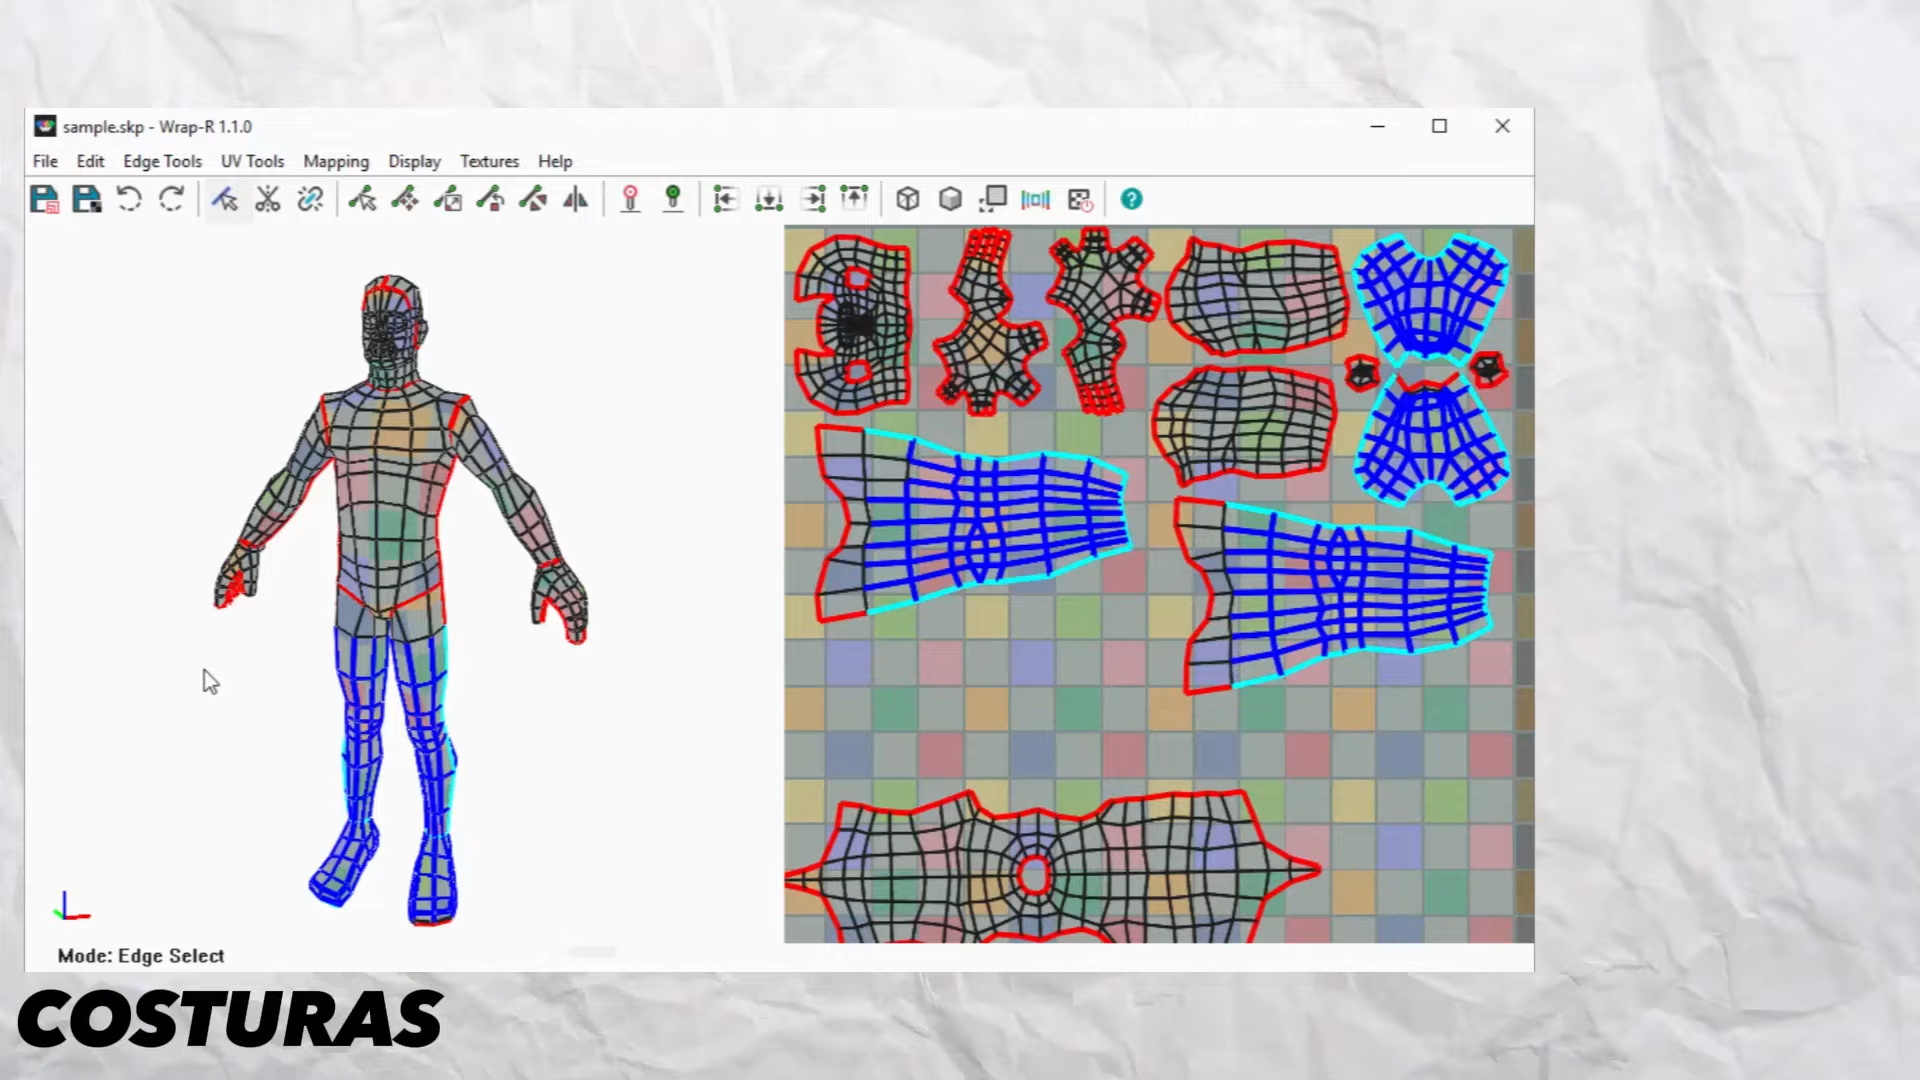 sample.skp - Wrap-R 1.1.0
File Edit Edge Tools UV Tools Mapping Display Textures Help
Mode: Edge Select
COSTURAS